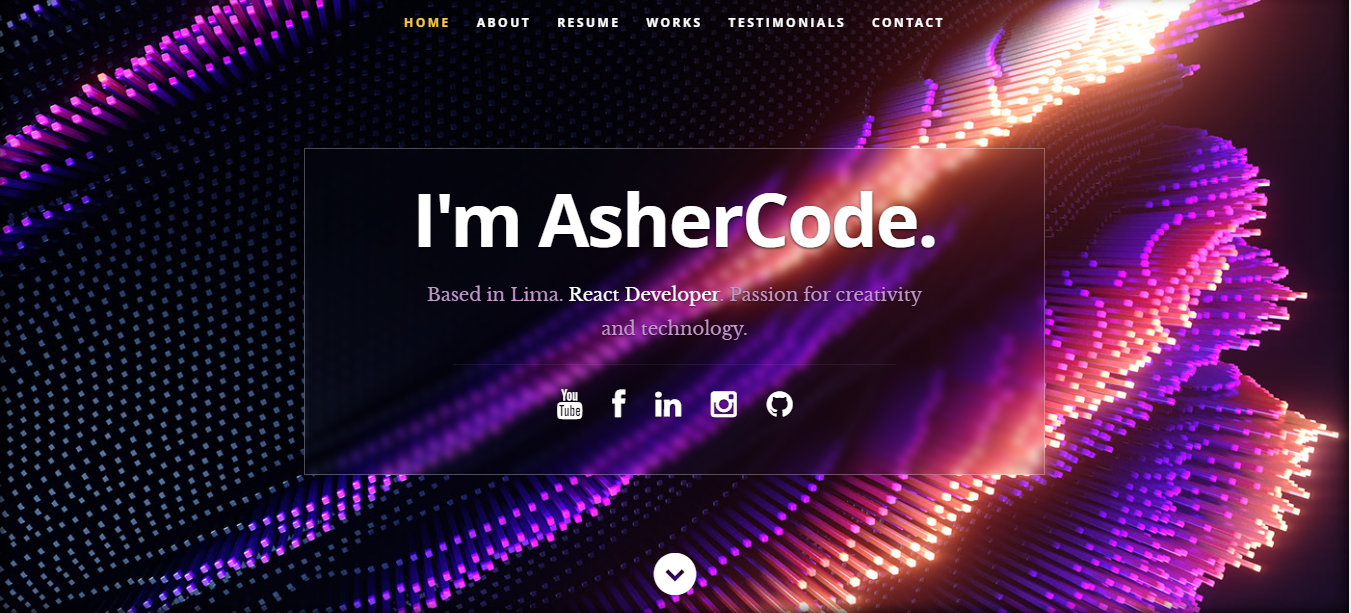 HOME ABOUT RESUME WORKS TESTIMONIALS CONTACT
I'm AsherCode.
Based in Lima. React Developer. Passion for creativity
and technology.
You
Tube